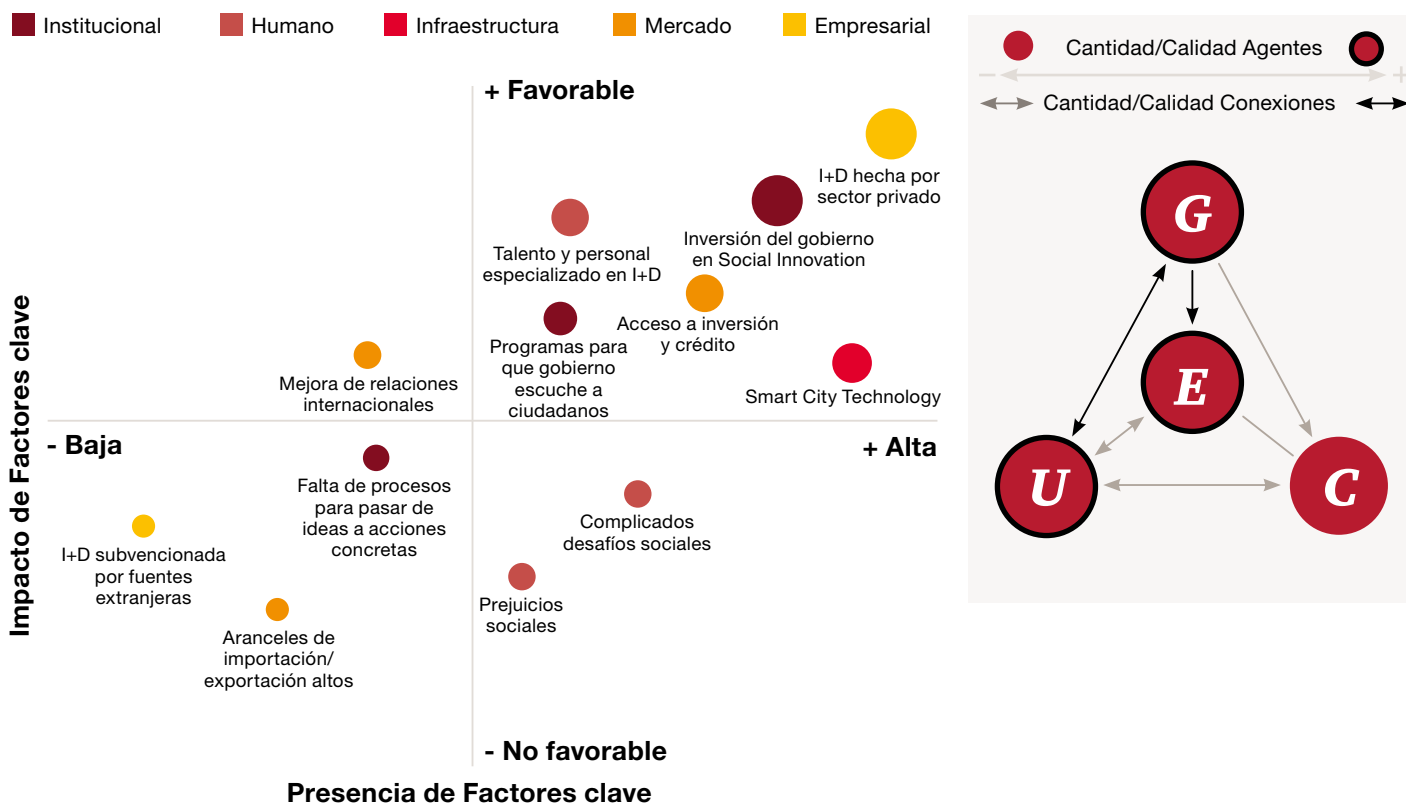 Institucional
Humano
Infraestructura
Mercado
Empresarial
+ Favorable
I+D hecha por
sector privado
Inversión del gobierno
en Social Innovation
Talento y personal
especializado en I+D
Acceso a inversión
y crédito
Programas para
que gobierno
escuche a
ciudadanos
Smart City Technology
Mejora de relaciones
internacionales
- Baja
+ Alta
Falta de procesos
para pasar de
ideas a acciones
concretas
Complicados
desafíos sociales
I+D subvencionada
por fuentes
extranjeras
Prejuicios
sociales
Aranceles de
importación/
exportación altos
- No favorable
Impacto de Factores clave
Presencia de Factores clave
Cantidad/Calidad Agentes
- +
Cantidad/Calidad Conexiones
G
E
U
C